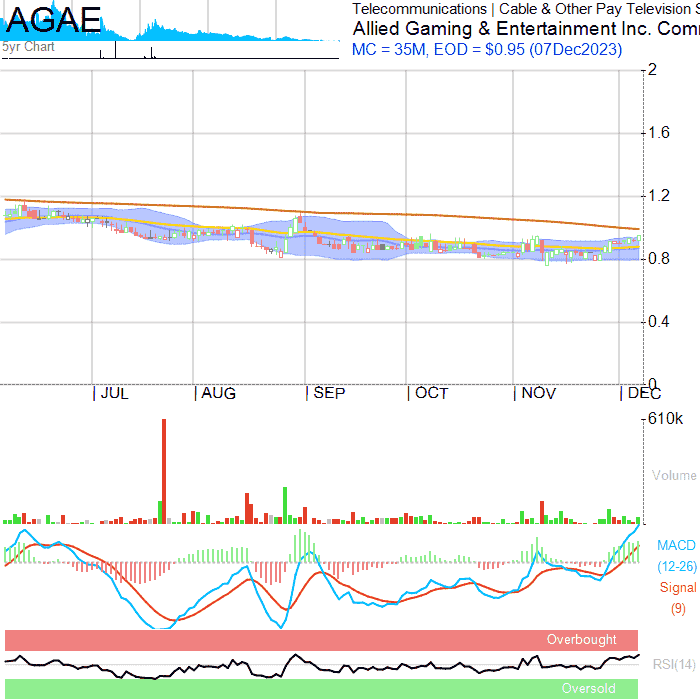 AGAE
5yr Chart
Telecommunications | Cable & Other Pay Television S
Allied Gaming & Entertainment Inc. Com
MC = 35M, EOD = $0.95 (07Dec2023)
2
1.6
1.2
0.8
0.4
0
JUL
AUG
SEP
OCT
NOV
DEC
610k
Volume
MACD
(12-26)
Signal
(9)
Overbought
RSI(14)
Oversold